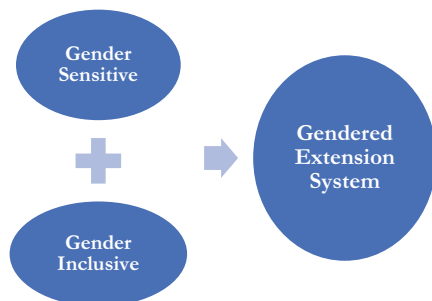 Gender
Sensitive
Gender
Inclusive
Gendered
Extension
System